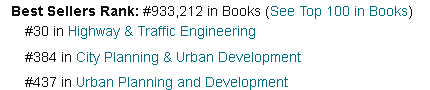 Best Sellers Rank: #933,212 in Books (See Top 100 in Books)
#30 in Highway & Traffic Engineering
#384 in City Planning & Urban Development
#437 in Urban Planning and Development